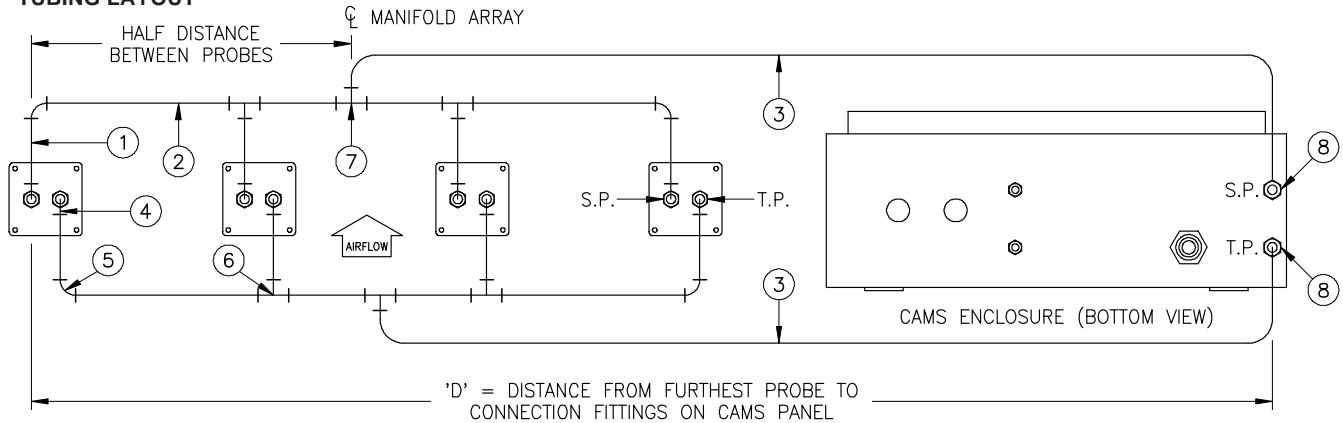 TUBING LAYOUT
℄ MANIFOLD ARRAY
HALF DISTANCE
BETWEEN PROBES
3
1
2
7
8
S.P.
T.P.
S.P.
4
AIRFLOW
T.P.
5
6
3
8
CAMS ENCLOSURE (BOTTOM VIEW)
'D' = DISTANCE FROM FURTHEST PROBE TO
CONNECTION FITTINGS ON CAMS PANEL